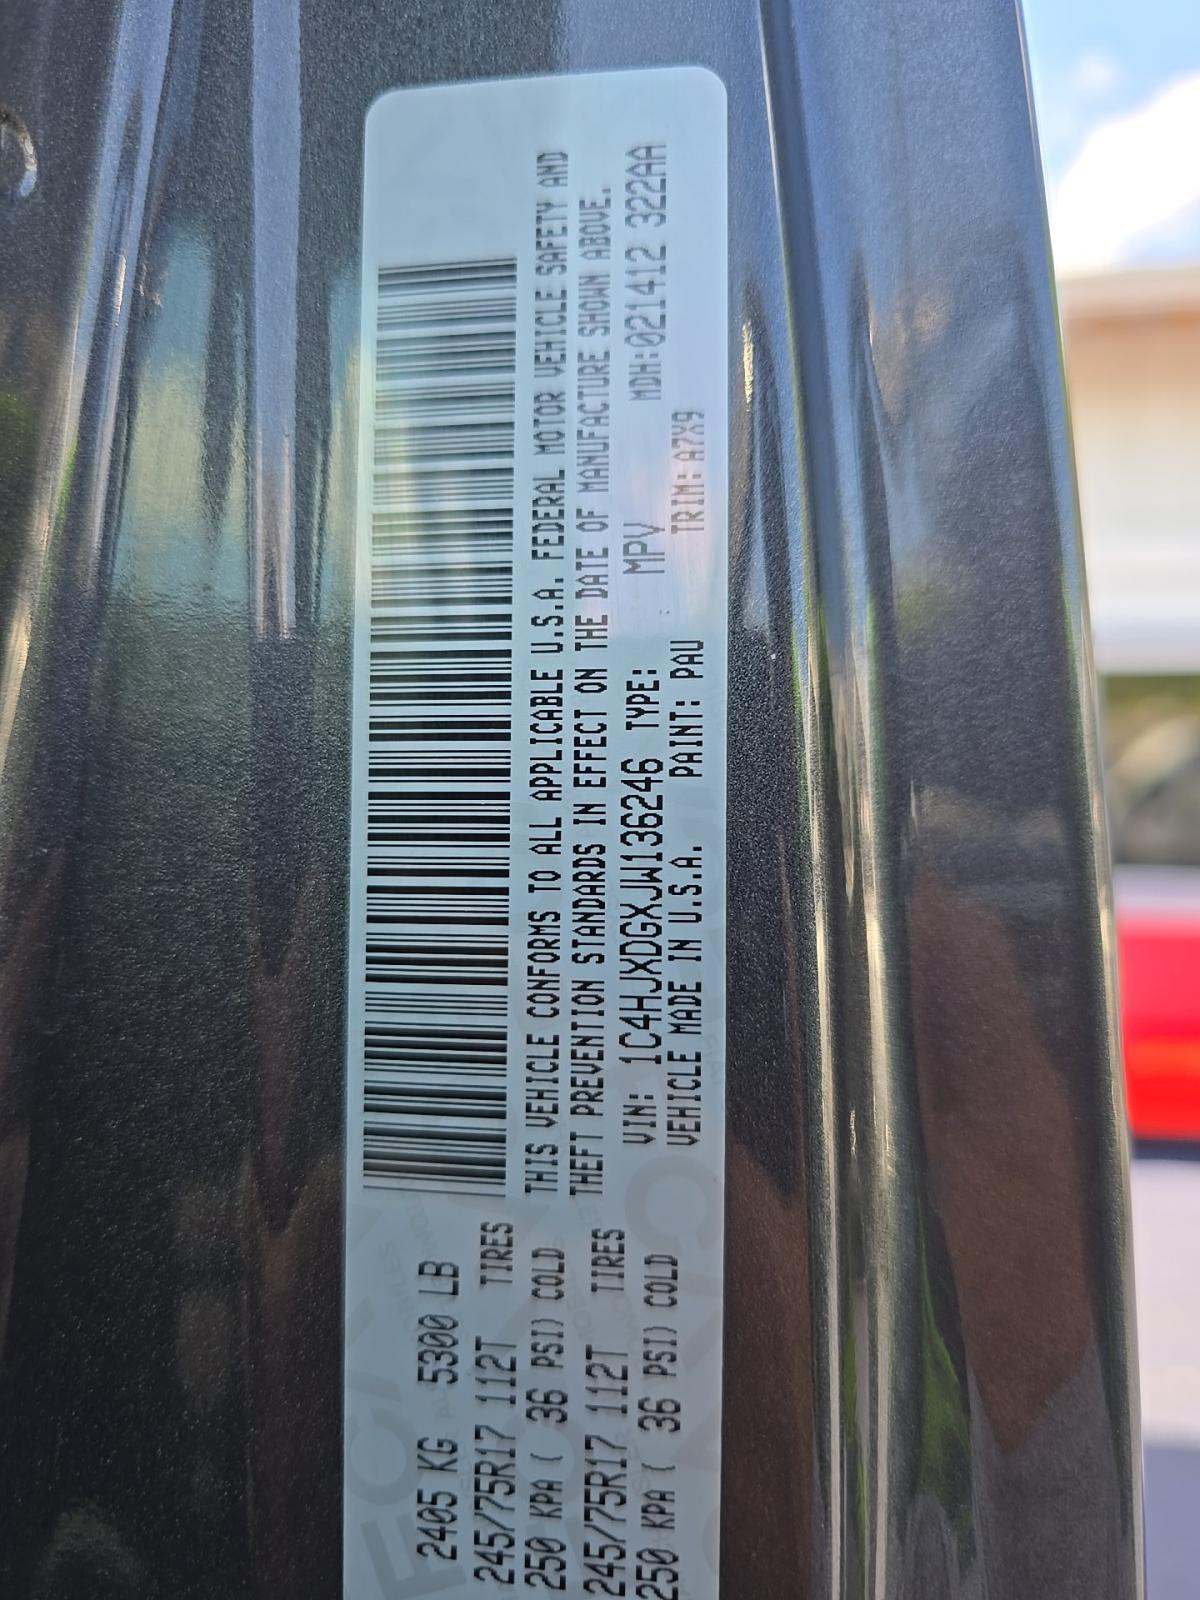 2405 KG 5300 LB
245/75R17 112T TIRES
250 KPA ( 36 PSI) COLD
245/75R17 112T TIRES
250 KPA ( 36 PSI) COLD
THIS VEHICLE CONFORMS TO ALL APPLICABLE U.S.A. FEDERAL MOTOR VEHICLE SAFETY AND
THEFT PREVENTION STANDARDS IN EFFECT ON THE DATE OF MANUFACTURE SHOWN ABOVE.
VIN: 1C4HJXDGXJW136246 TYPE: MPV MDH:021412 322AA
VEHICLE MADE IN U.S.A. PAINT: PAU TRIM:A7X9